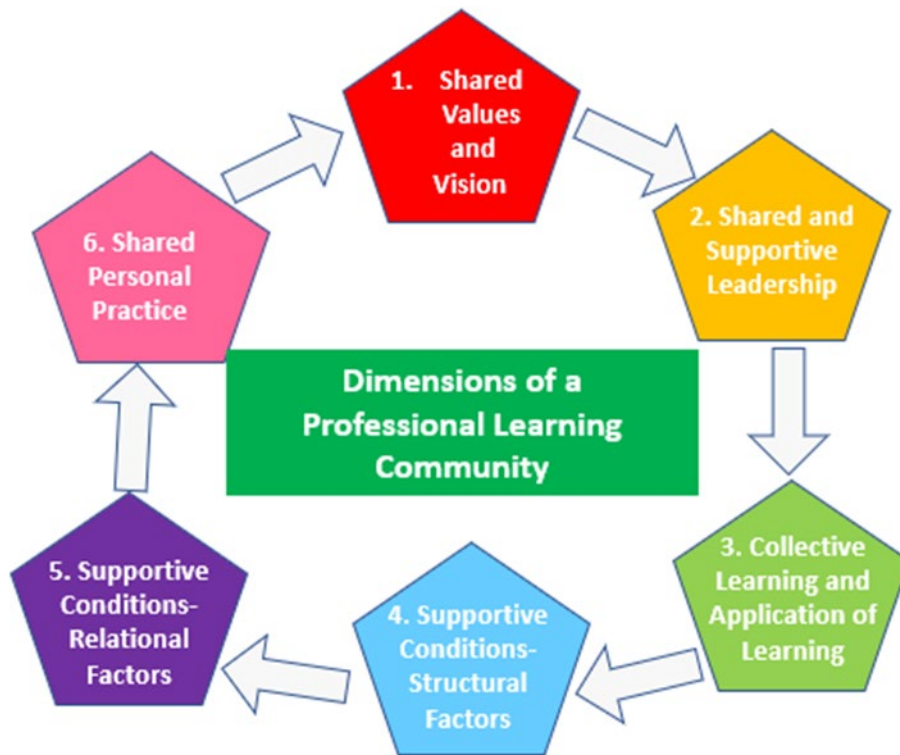 1. Shared
Values
and
Vision
2. Shared and
Supportive
Leadership
3. Collective
Learning and
Application of
Learning
4. Supportive
Conditions-
Structural
Factors
5. Supportive
Conditions-
Relational
Factors
6. Shared
Personal
Practice
Dimensions of a
Professional Learning
Community